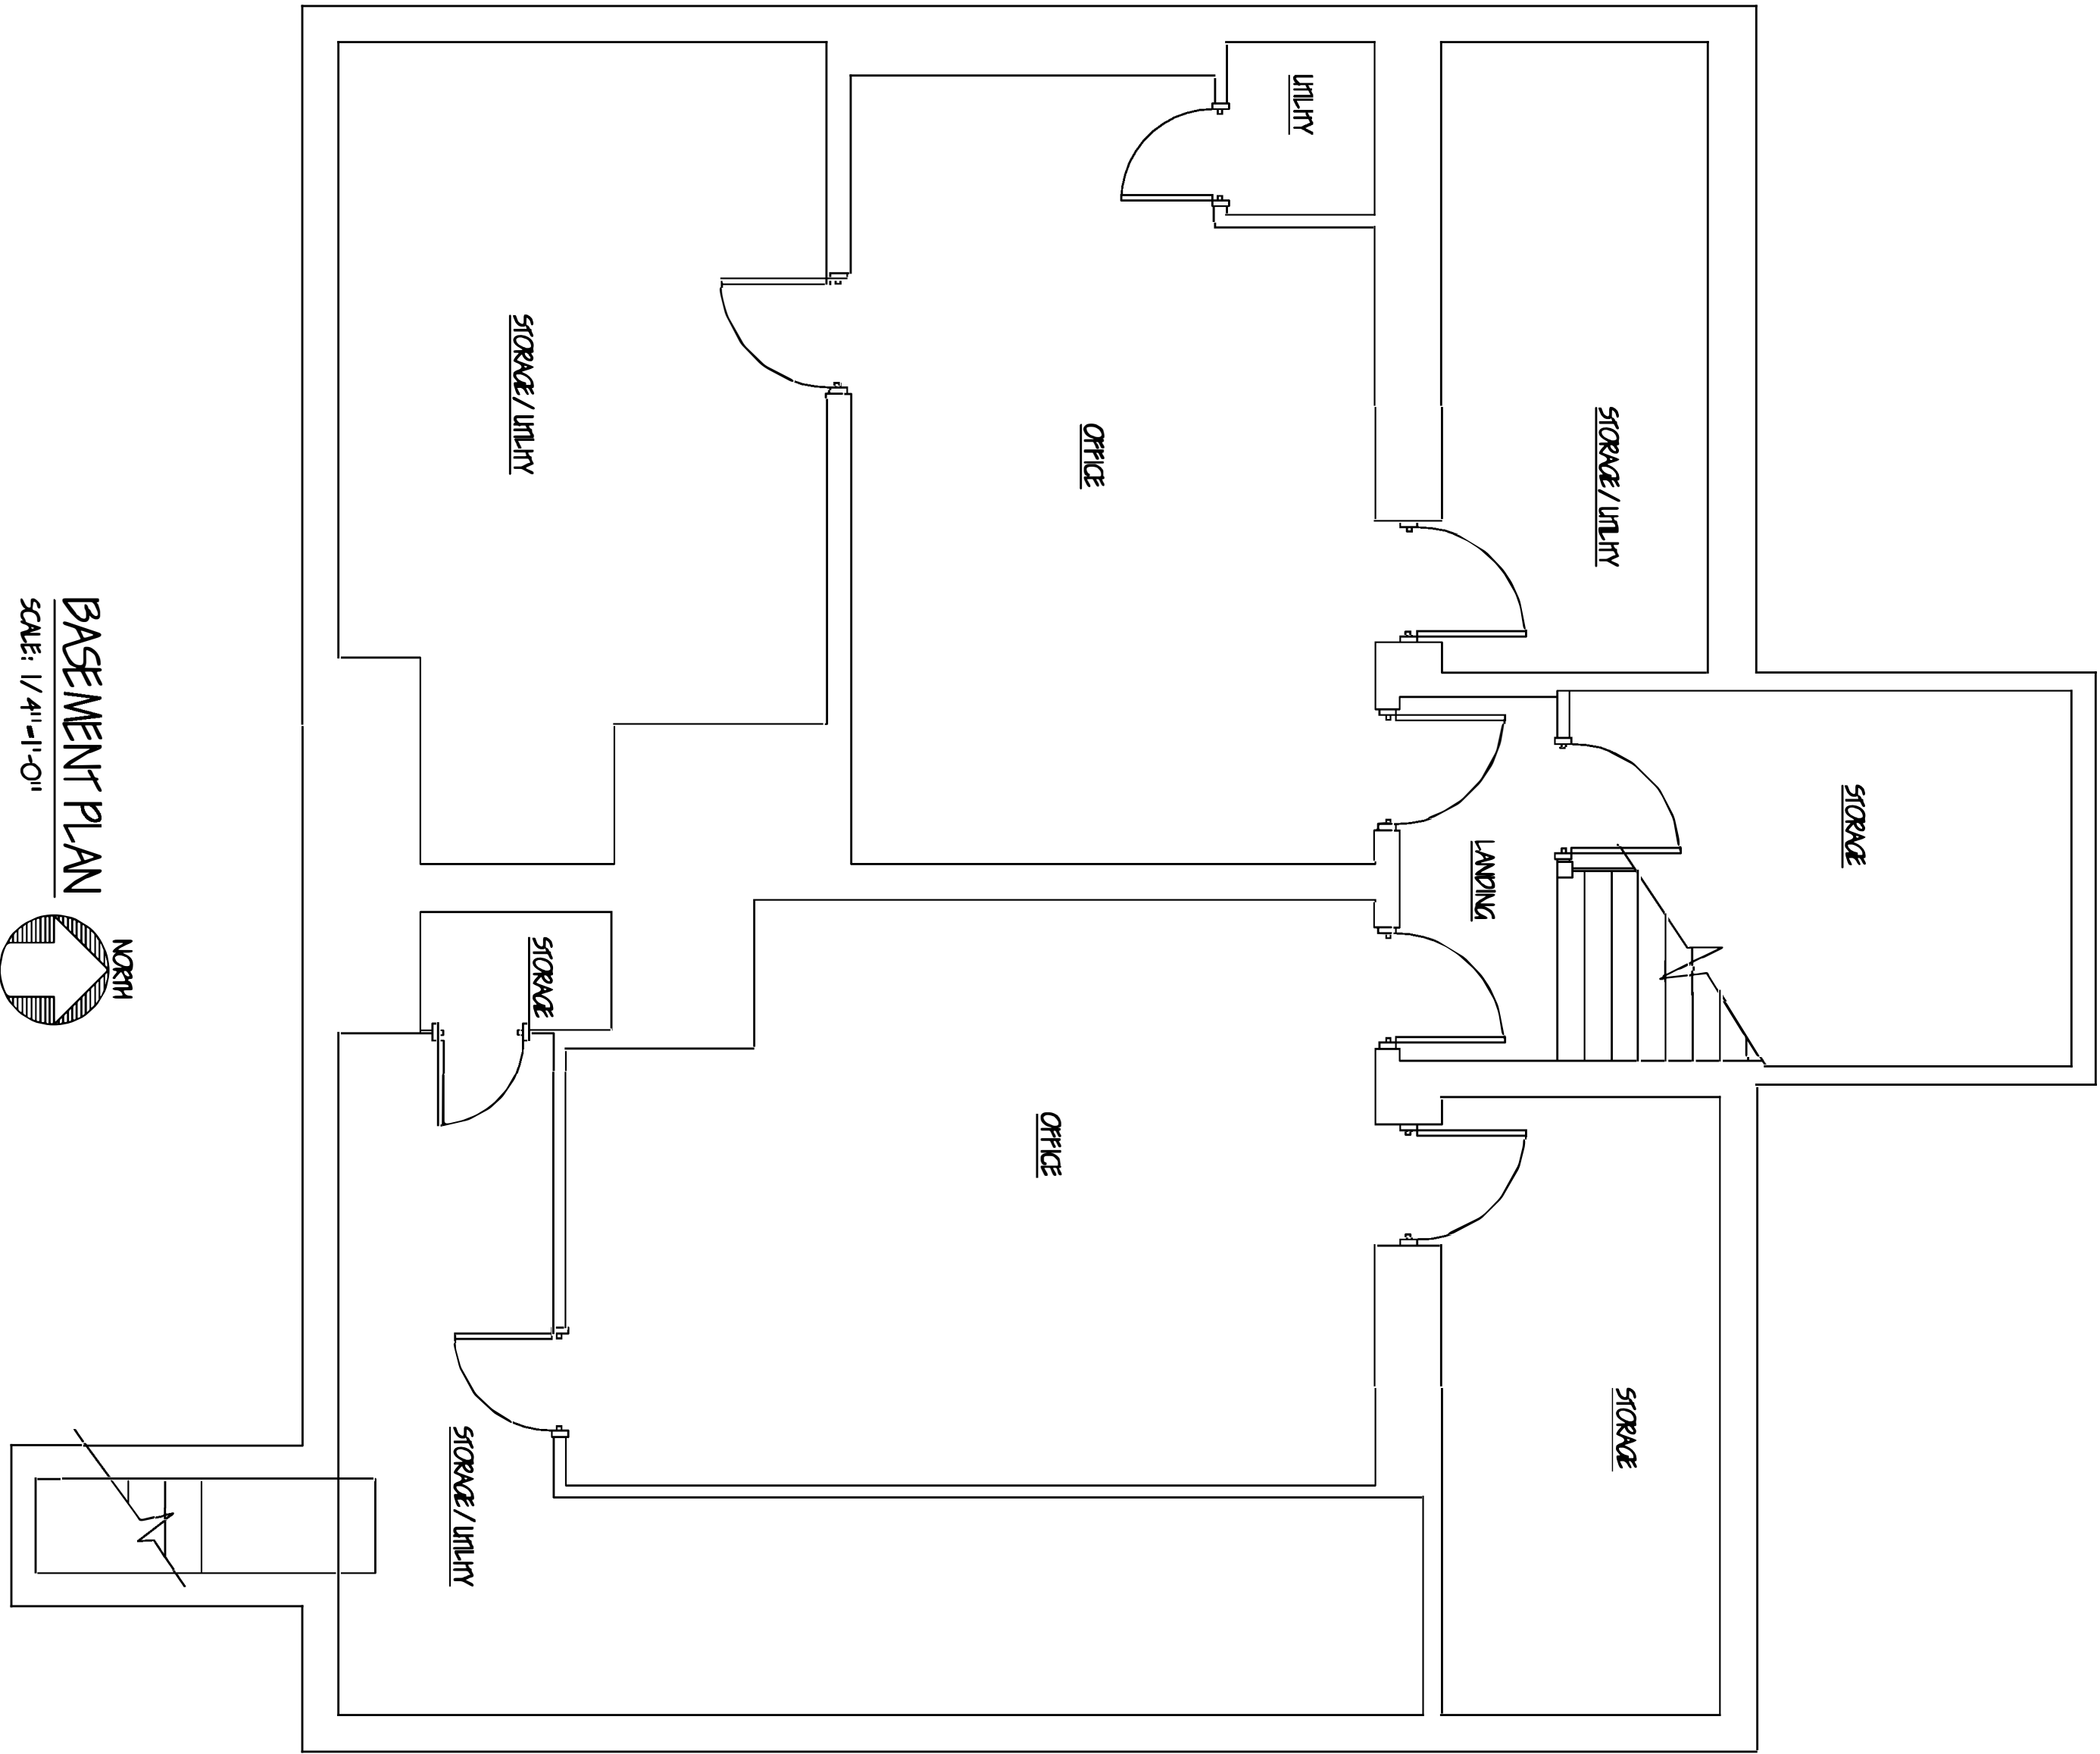 STORAGE
STORAGE / UTILITY
STORAGE
LANDING
UTILITY
OFFICE
OFFICE
STORAGE / UTILITY
STORAGE
STORAGE / UTILITY
BASEMENT PLAN
SCALE: 1/4"-1'-0"
NORTH